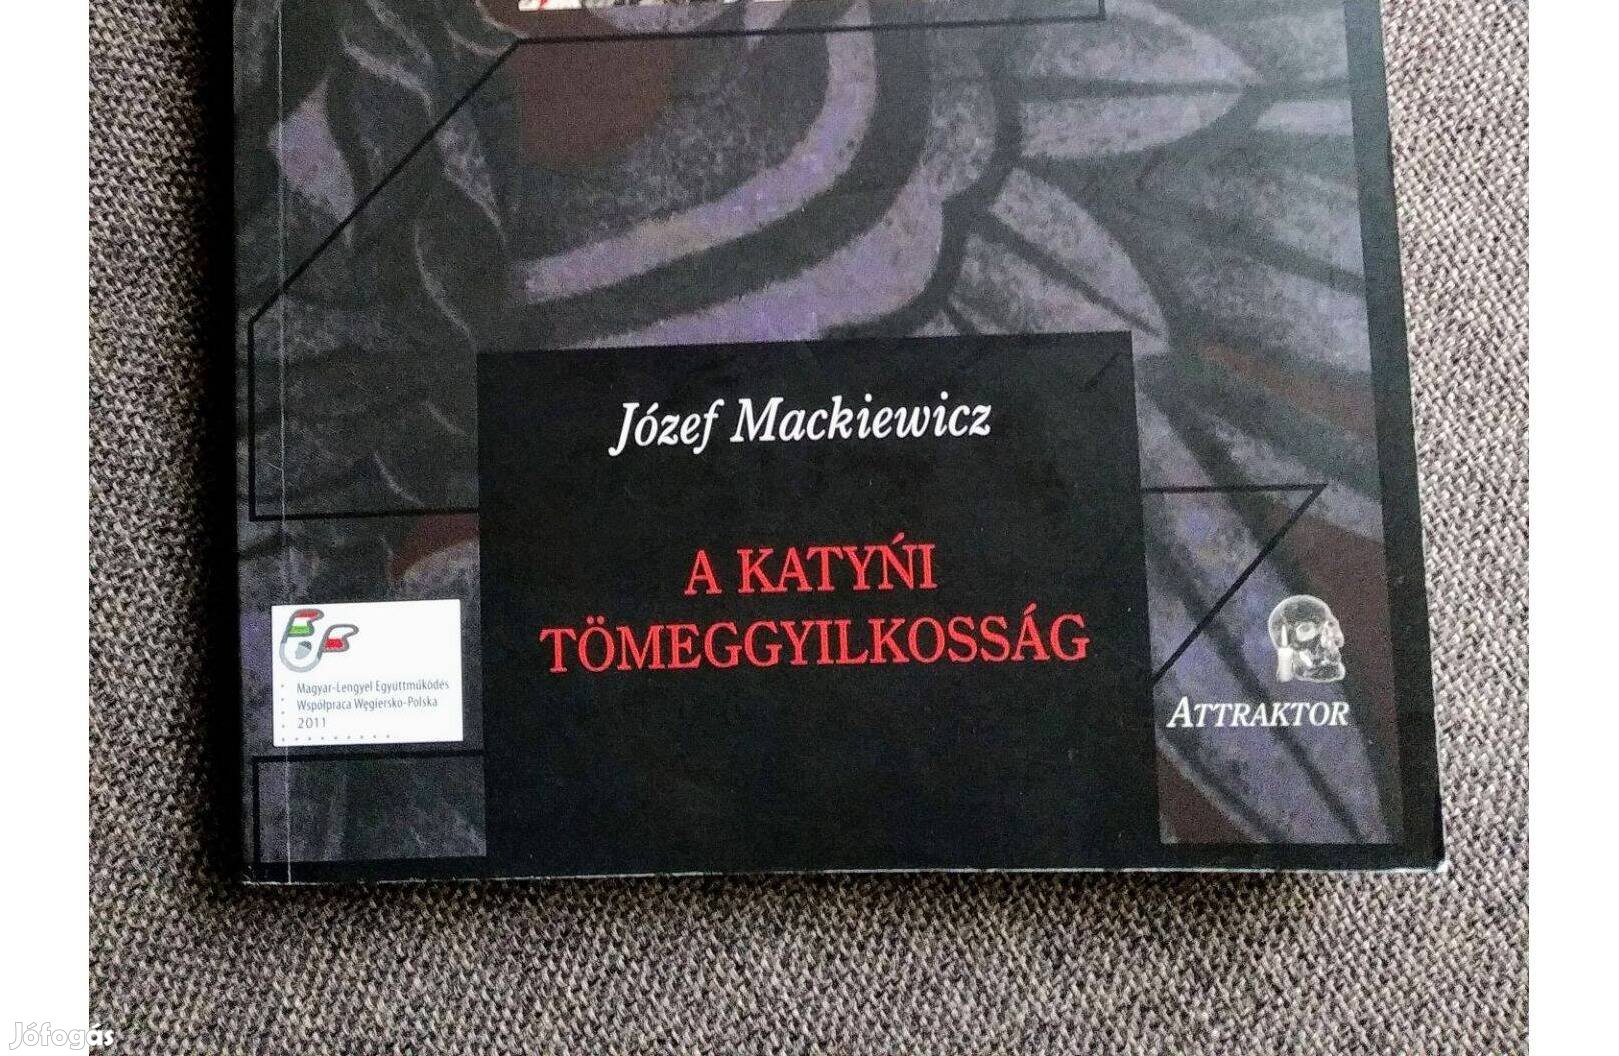 Józef Mackiewicz
A KATYŃI
TÖMEGGYILKOSSÁG
Magyar-Lengyel Együttműködés
Współpraca Węgiersko-Polska
2011
ATTRAKTOR
Jófogás